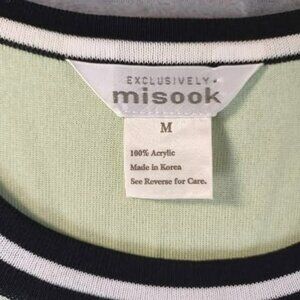 EXCLUSIVELY
misook
M
100% Acrylic
Made in Korea
See Reverse for Care.